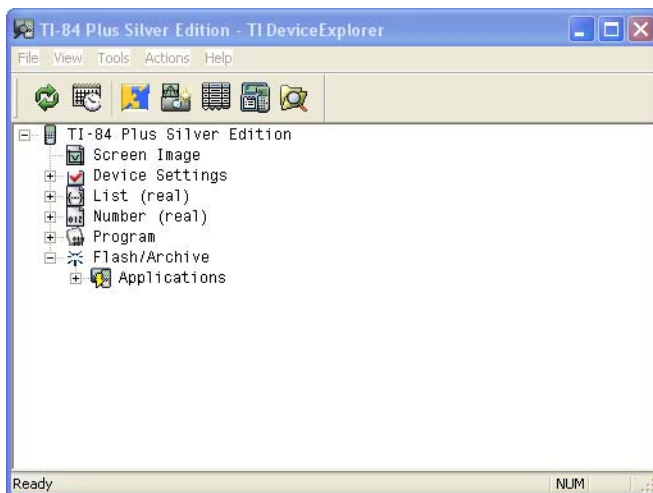 TI-84 Plus Silver Edition - TI DeviceExplorer
File View Tools Actions Help
TI-84 Plus Silver Edition
Screen Image
Device Settings
List (real)
Number (real)
Program
Flash/Archive
Applications
Ready NUM